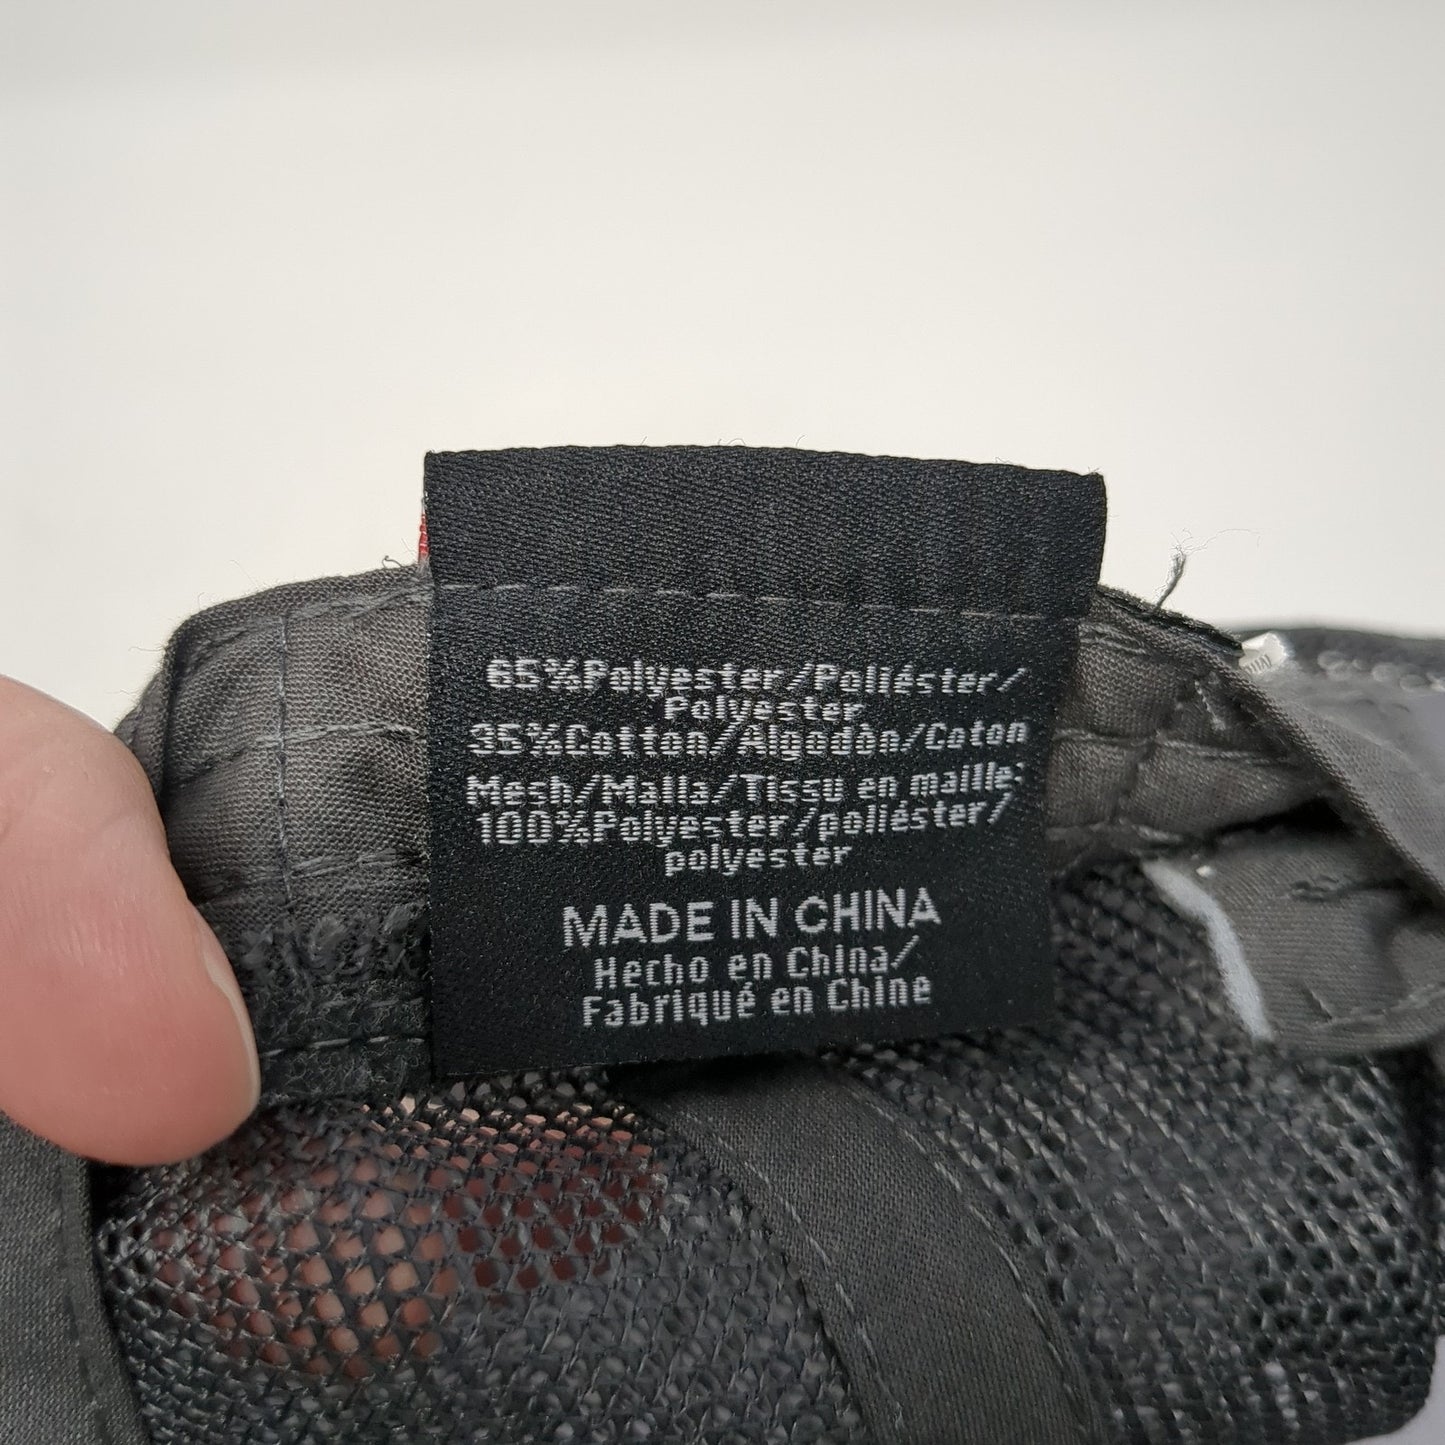 65%Polyester/Poliéster/
Polyester
35%Cotton/Algodòn/Coton
Mesh/Malla/Tissu en maille:
100%Polyester/poliéster/
polyester
MADE IN CHINA
Hecho en China/
Fabriqué en Chine